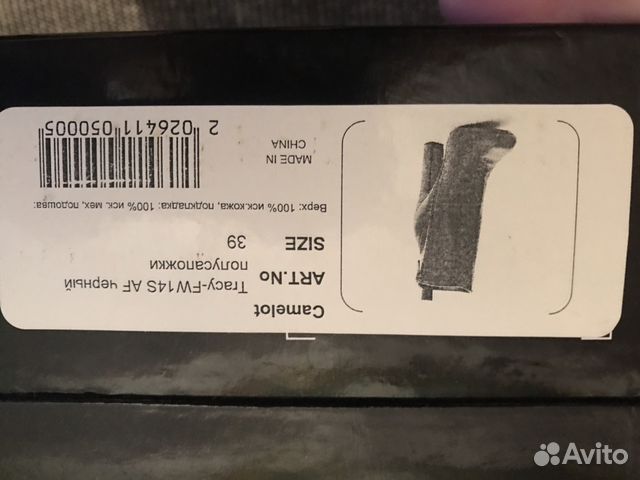 Camelot
ART.No Tracy-FW14S AF черный
полусапожки
SIZE 39
Верх: 100% иск.кожа, подкладка: 100% иск. мех, подошва:
MADE IN
CHINA
2 026411 050005
Avito